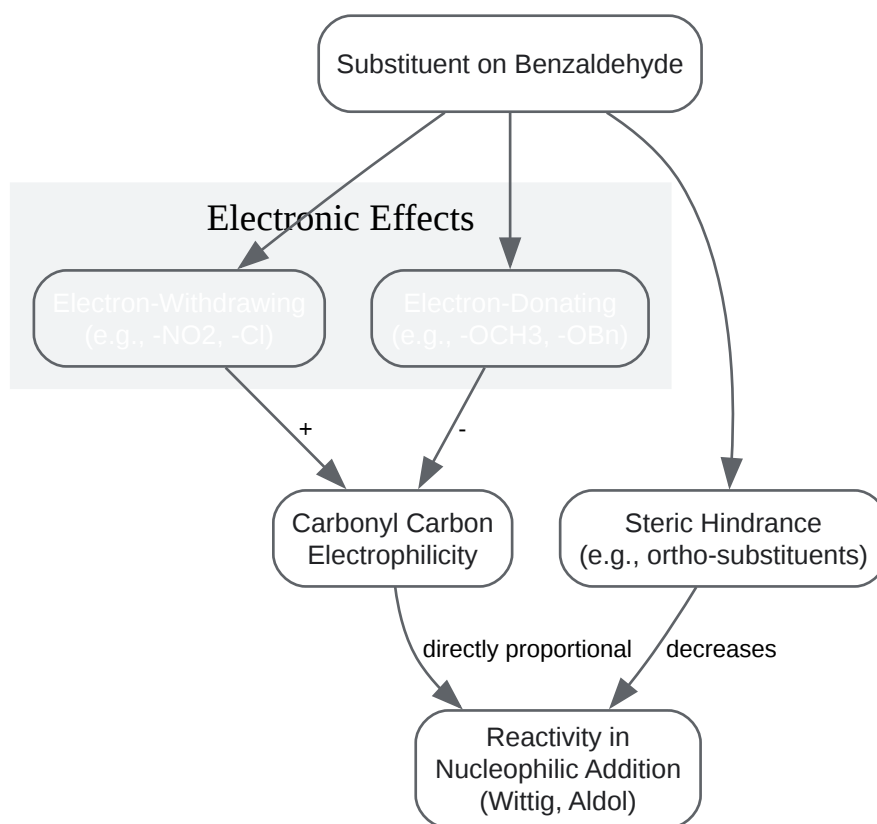 Substituent on Benzaldehyde
Electronic Effects
Electron-Withdrawing
(e.g., -NO2, -Cl)
Electron-Donating
(e.g., -OCH3, -OBn)
+
-
Carbonyl Carbon
Electrophilicity
Steric Hindrance
(e.g., ortho-substituents)
directly proportional
decreases
Reactivity in
Nucleophilic Addition
(Wittig, Aldol)